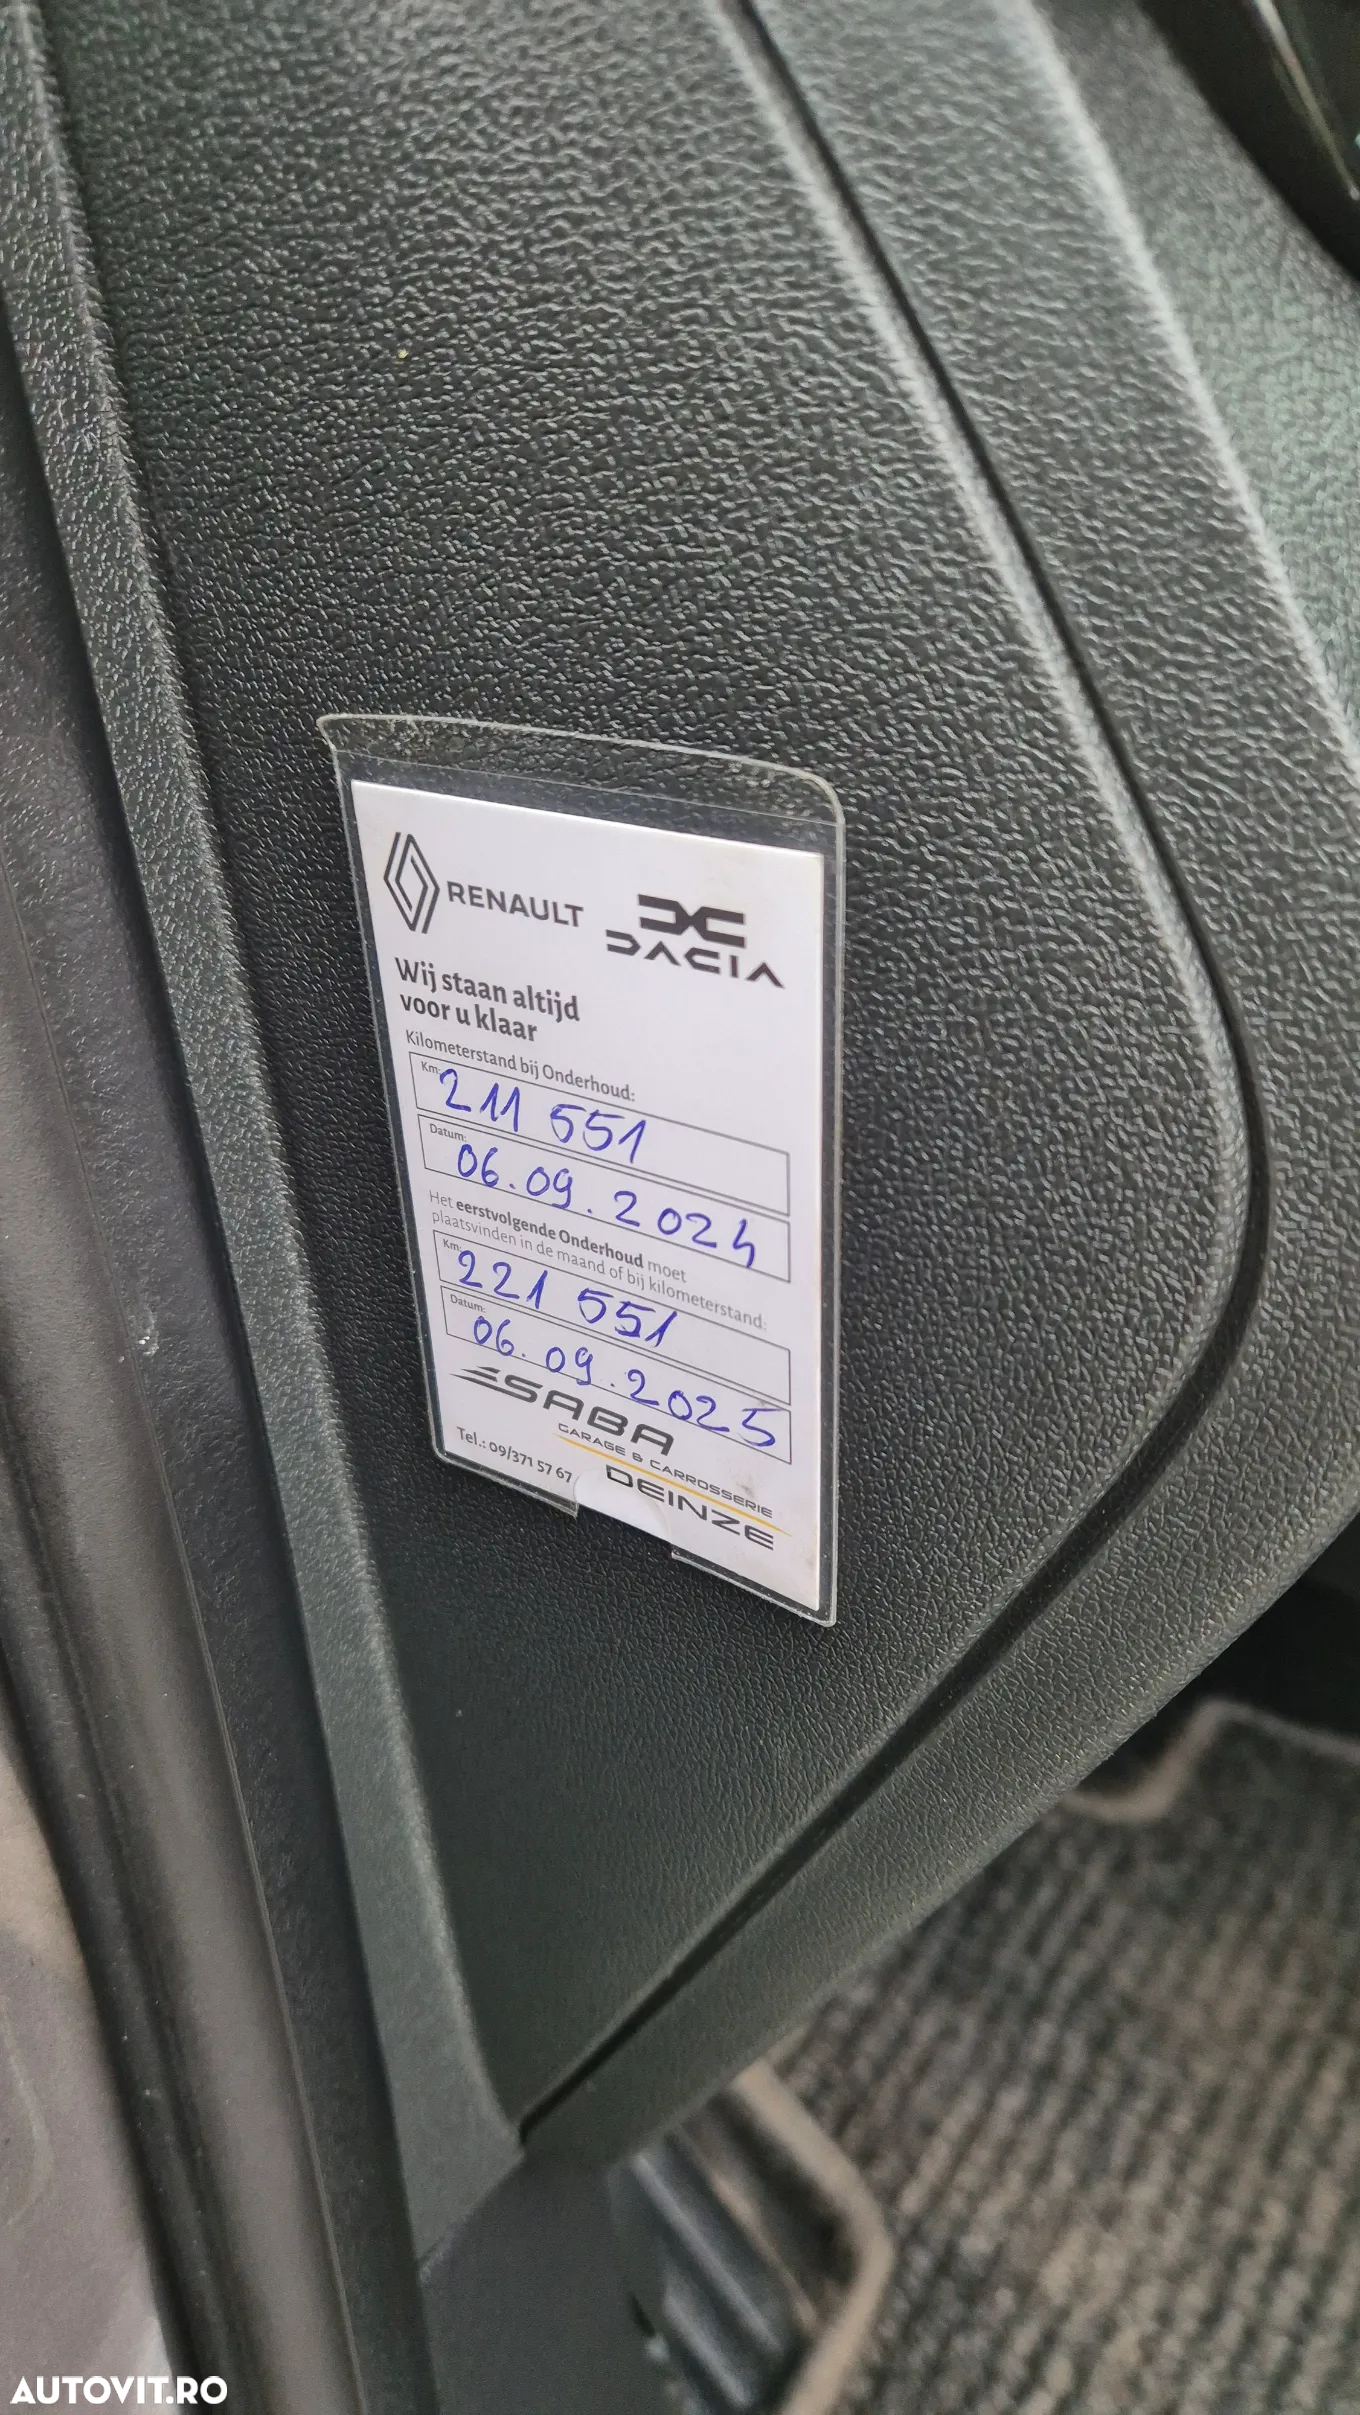 RENAULT DACIA
Wij staan altijd
voor u klaar
Kilometerstand bij Onderhoud:
Km: 211 551
Datum: 06.09.2024
Het eerstvolgende Onderhoud moet
plaatsvinden in de maand of bij kilometerstand:
Km: 221 551
Datum: 06.09.2025
SABA
GARAGE & CARROSSERIE
Tel.: 09/371 57 67 DEINZE
AUTOVIT.RO